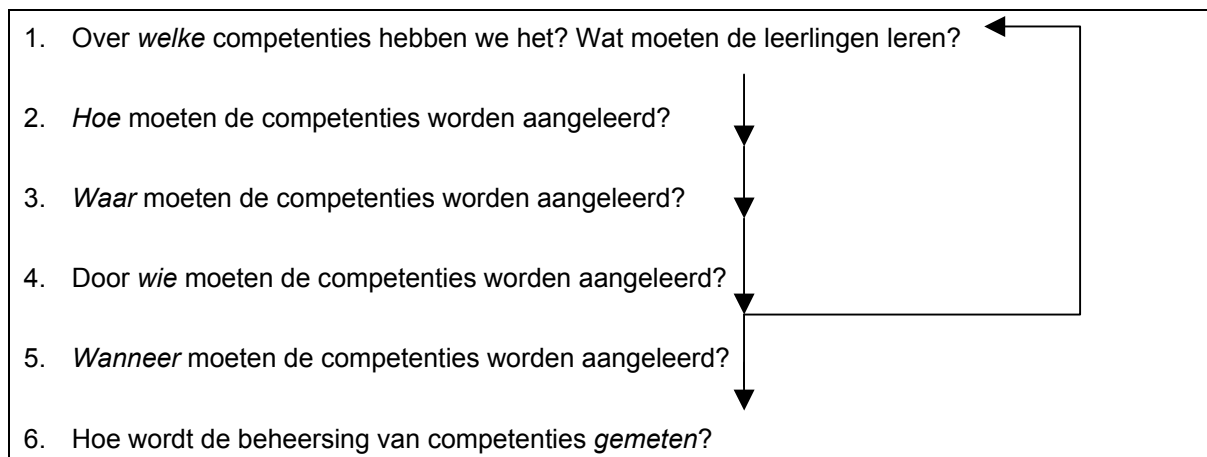 1. Over welke competenties hebben we het? Wat moeten de leerlingen leren?
2. Hoe moeten de competenties worden aangeleerd?
3. Waar moeten de competenties worden aangeleerd?
4. Door wie moeten de competenties worden aangeleerd?
5. Wanneer moeten de competenties worden aangeleerd?
6. Hoe wordt de beheersing van competenties gemeten?